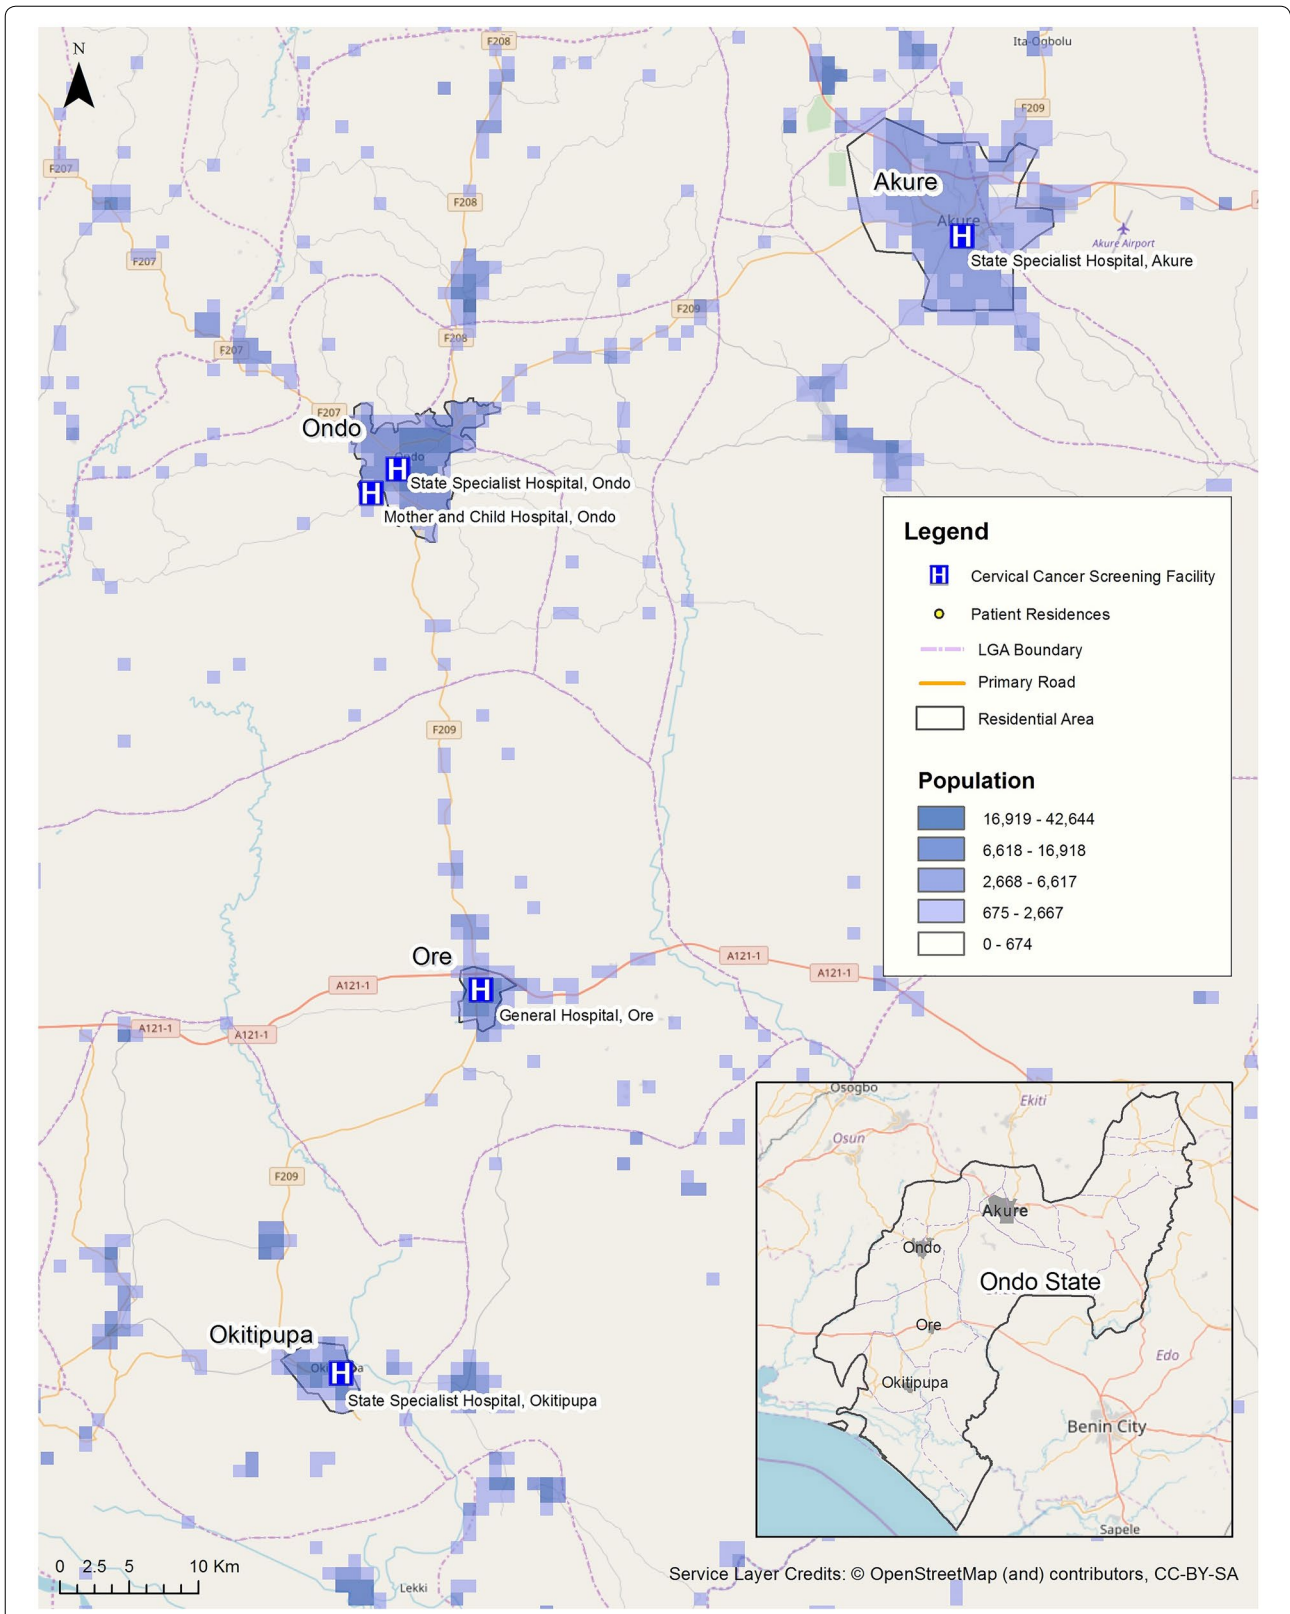 N
F208
Ita-Ogbolu
F209
F207
Akure
F208
Akure
Akure Airport
State Specialist Hospital, Akure
F207
F209
F208
F207
F207
Ondo
Ondo
State Specialist Hospital, Ondo
Mother and Child Hospital, Ondo
Legend
H Cervical Cancer Screening Facility
Patient Residences
LGA Boundary
Primary Road
Residential Area
Population
16,919 - 42,644
6,618 - 16,918
2,668 - 6,617
675 - 2,667
0 - 674
F209
Ore
A121-1
A121-1
A121-1
H
General Hospital, Ore
A121-1
A121-1
F209
Osogbo
Ekiti
Osun
Akure
Ondo
Ondo State
Ore
Edo
Okitipupa
Benin City
Sapele
Okitipupa
H
State Specialist Hospital, Okitipupa
0 2.5 5 10 Km
Lekki
Service Layer Credits: © OpenStreetMap (and) contributors, CC-BY-SA